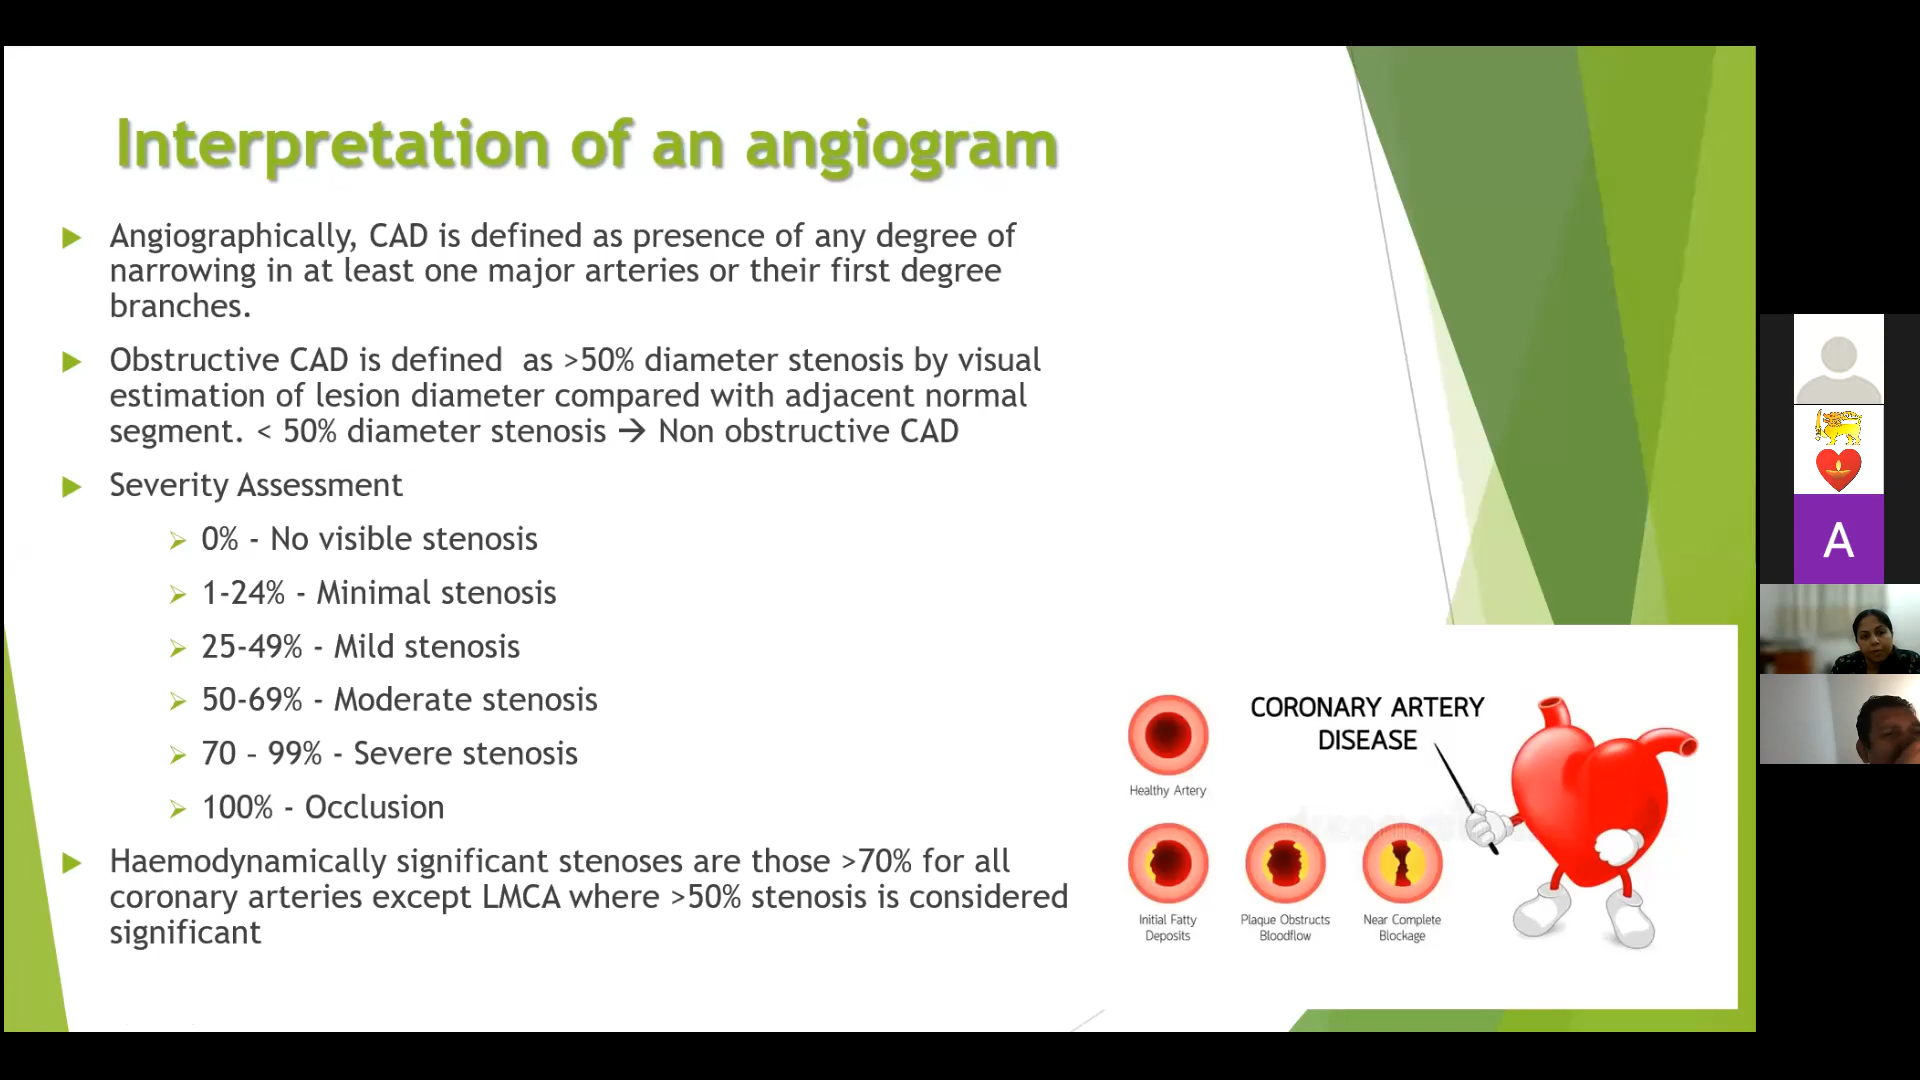 Interpretation of an angiogram
Angiographically, CAD is defined as presence of any degree of
narrowing in at least one major arteries or their first degree
branches.
Obstructive CAD is defined as >50% diameter stenosis by visual
estimation of lesion diameter compared with adjacent normal
segment. < 50% diameter stenosis → Non obstructive CAD
Severity Assessment
0% - No visible stenosis
1-24% - Minimal stenosis
25-49% - Mild stenosis
50-69% - Moderate stenosis
70 – 99% - Severe stenosis
100% - Occlusion
Haemodynamically significant stenoses are those >70% for all
coronary arteries except LMCA where >50% stenosis is considered
significant
CORONARY ARTERY
DISEASE
Healthy Artery
Initial Fatty
Deposits
Plaque Obstructs
Bloodflow
Near Complete
Blockage
A